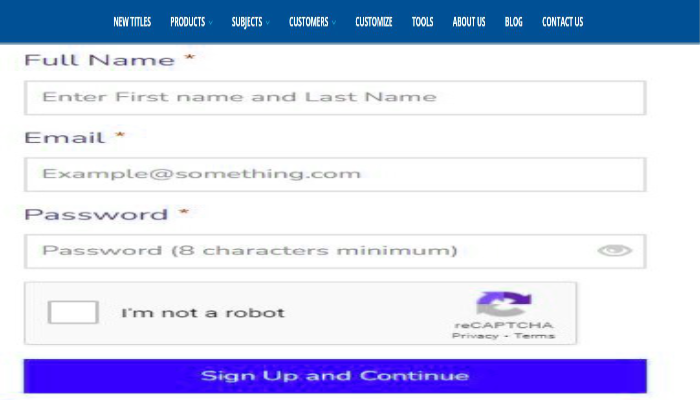 NEW TITLES PRODUCTS SUBJECTS CUSTOMERS CUSTOMIZE TOOLS ABOUT US BLOG CONTACT US
Full Name *
Enter First name and Last Name
Email *
Example@something.com
Password *
Password (8 characters minimum)
I'm not a robot
reCAPTCHA
Privacy - Terms
Sign Up and Continue